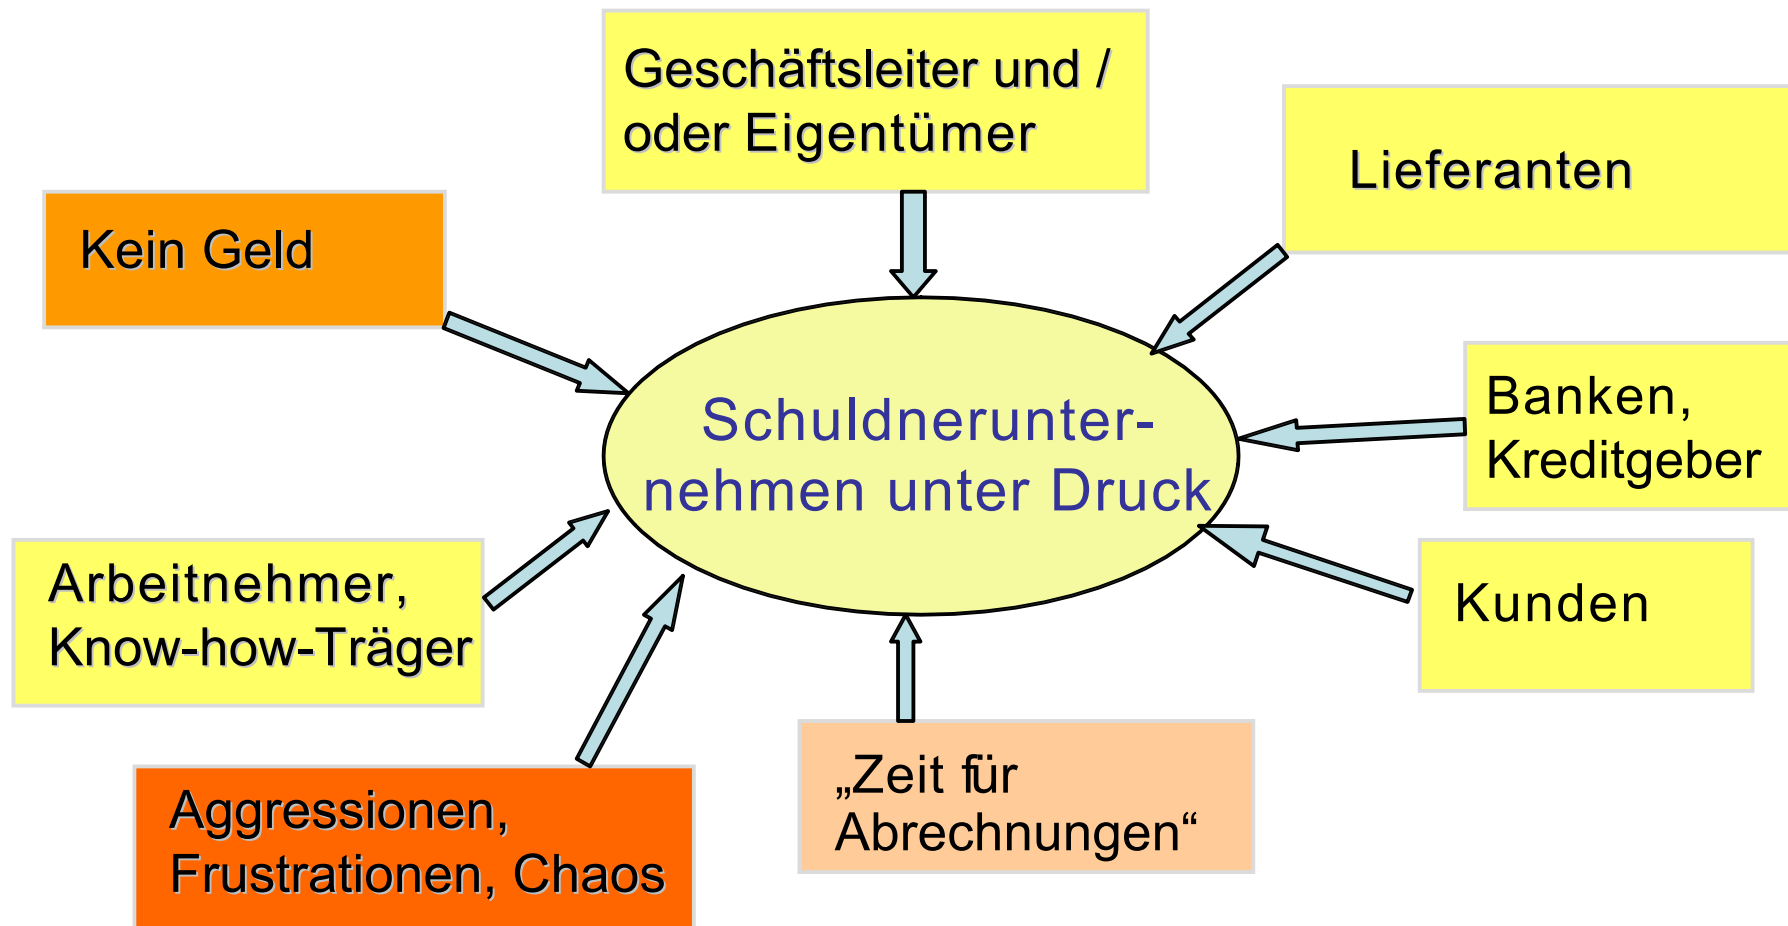 Geschäftsleiter und /
oder Eigentümer
Lieferanten
Kein Geld
Banken,
Kreditgeber
Schuldnerunter-
nehmen unter Druck
Arbeitnehmer,
Know-how-Träger
Kunden
„Zeit für
Abrechnungen“
Aggressionen,
Frustrationen, Chaos